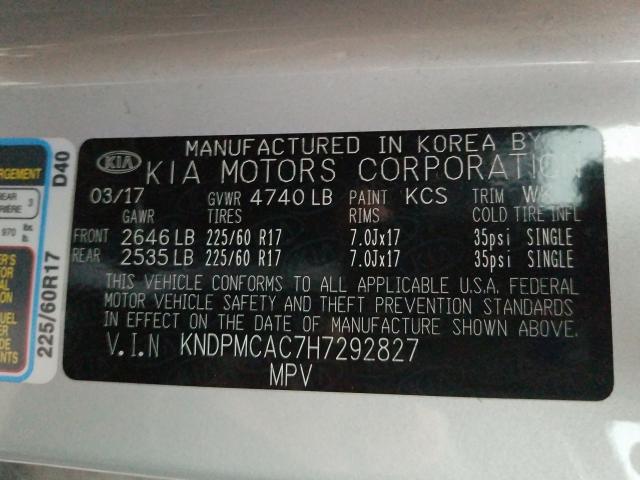 MANUFACTURED IN KOREA BY
KIA KIA MOTORS CORPORATION
03/17 GVWR 4740 LB PAINT KCS TRIM
GAWR TIRES RIMS COLD TIRE INFL
FRONT 2646 LB 225/60 R17 7.0Jx17 35psi SINGLE
REAR 2535 LB 225/60 R17 7.0Jx17 35psi SINGLE
THIS VEHICLE CONFORMS TO ALL APPLICABLE U.S.A. FEDERAL
MOTOR VEHICLE SAFETY AND THEFT PREVENTION STANDARDS
IN EFFECT ON THE DATE OF MANUFACTURE SHOWN ABOVE.
V.I.N KNDPMCAC7H7292827
MPV
D40
225/60R17
3
970 lbs